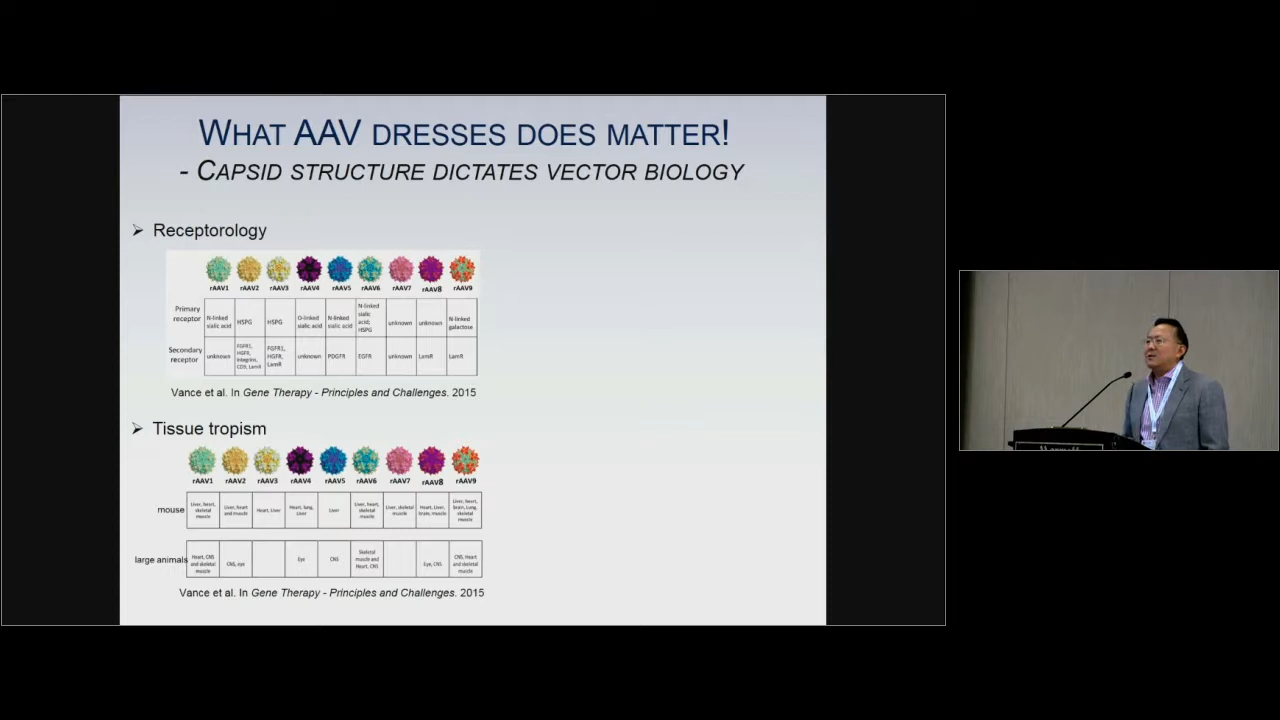 WHAT AAV DRESSES DOES MATTER!
- CAPSID STRUCTURE DICTATES VECTOR BIOLOGY
➢ Receptorology
rAAV1 rAAV2 rAAV3 rAAV4 rAAV5 rAAV6 rAAV7 rAAV8 rAAV9
Primary receptor
N-linked sialic acid
HSPG
HSPG
O-linked sialic acid
N-linked sialic acid
N-linked sialic acid; HSPG
unknown
unknown
N-linked galactose
Secondary receptor
unknown
FGFR1, HGFR, Integrins, CD9, LamR
FGFR1, HGFR, LamR
unknown
PDGFR
EGFR
unknown
LamR
LamR
Vance et al. In Gene Therapy - Principles and Challenges. 2015
➢ Tissue tropism
rAAV1 rAAV2 rAAV3 rAAV4 rAAV5 rAAV6 rAAV7 rAAV8 rAAV9
mouse
Liver, heart, skeletal muscle
Liver, heart and muscle
Heart, Liver
Heart, lung, Liver
Liver
Liver, heart, skeletal muscle
Liver, skeletal muscle
Heart, Liver, brain, muscle
Liver, heart, brain, Lung, skeletal muscle
large animals
Heart, CNS and skeletal muscle
CNS, eye
Eye
CNS
Skeletal muscle and Heart, CNS
Eye, CNS
CNS, Heart and skeletal muscle
Vance et al. In Gene Therapy - Principles and Challenges. 2015